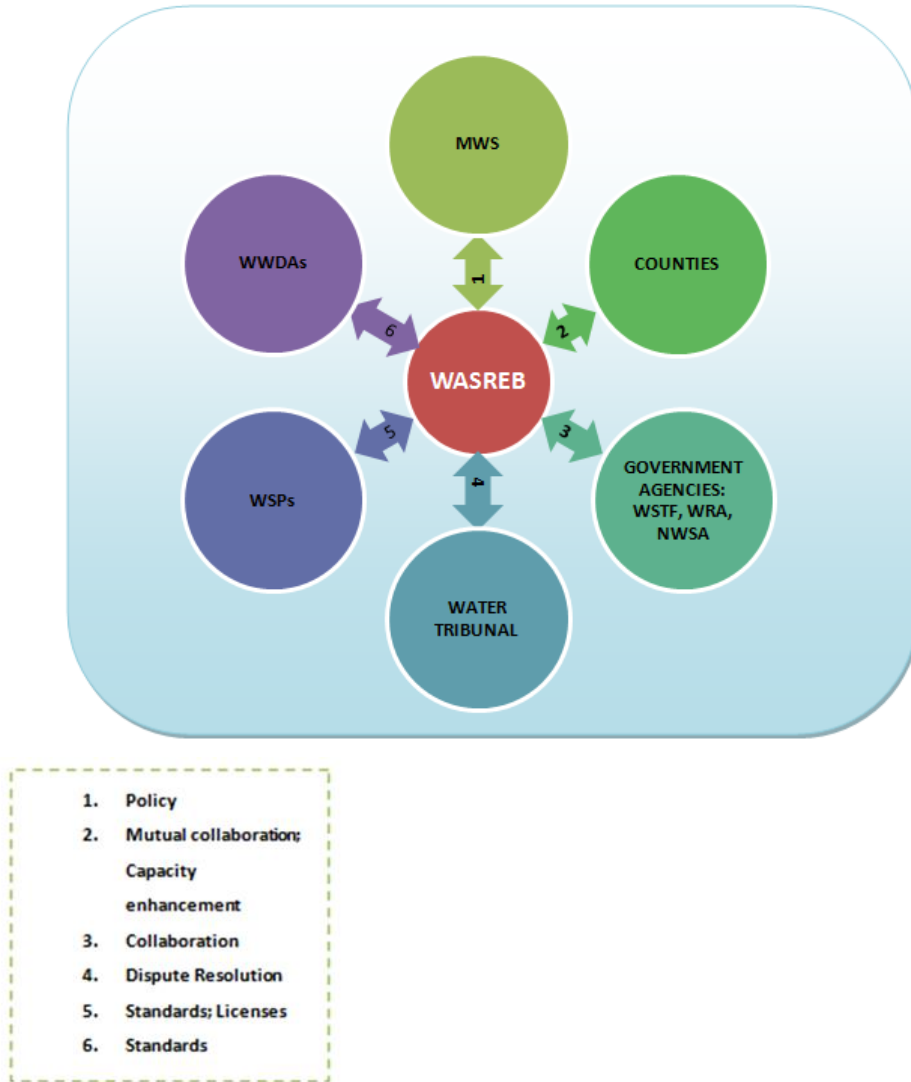 MWS
WWDAs
COUNTIES
1
6
2
WASREB
5
3
4
WSPs
GOVERNMENT
AGENCIES:
WSTF, WRA,
NWSA
WATER
TRIBUNAL
1. Policy
2. Mutual collaboration;
Capacity
enhancement
3. Collaboration
4. Dispute Resolution
5. Standards; Licenses
6. Standards